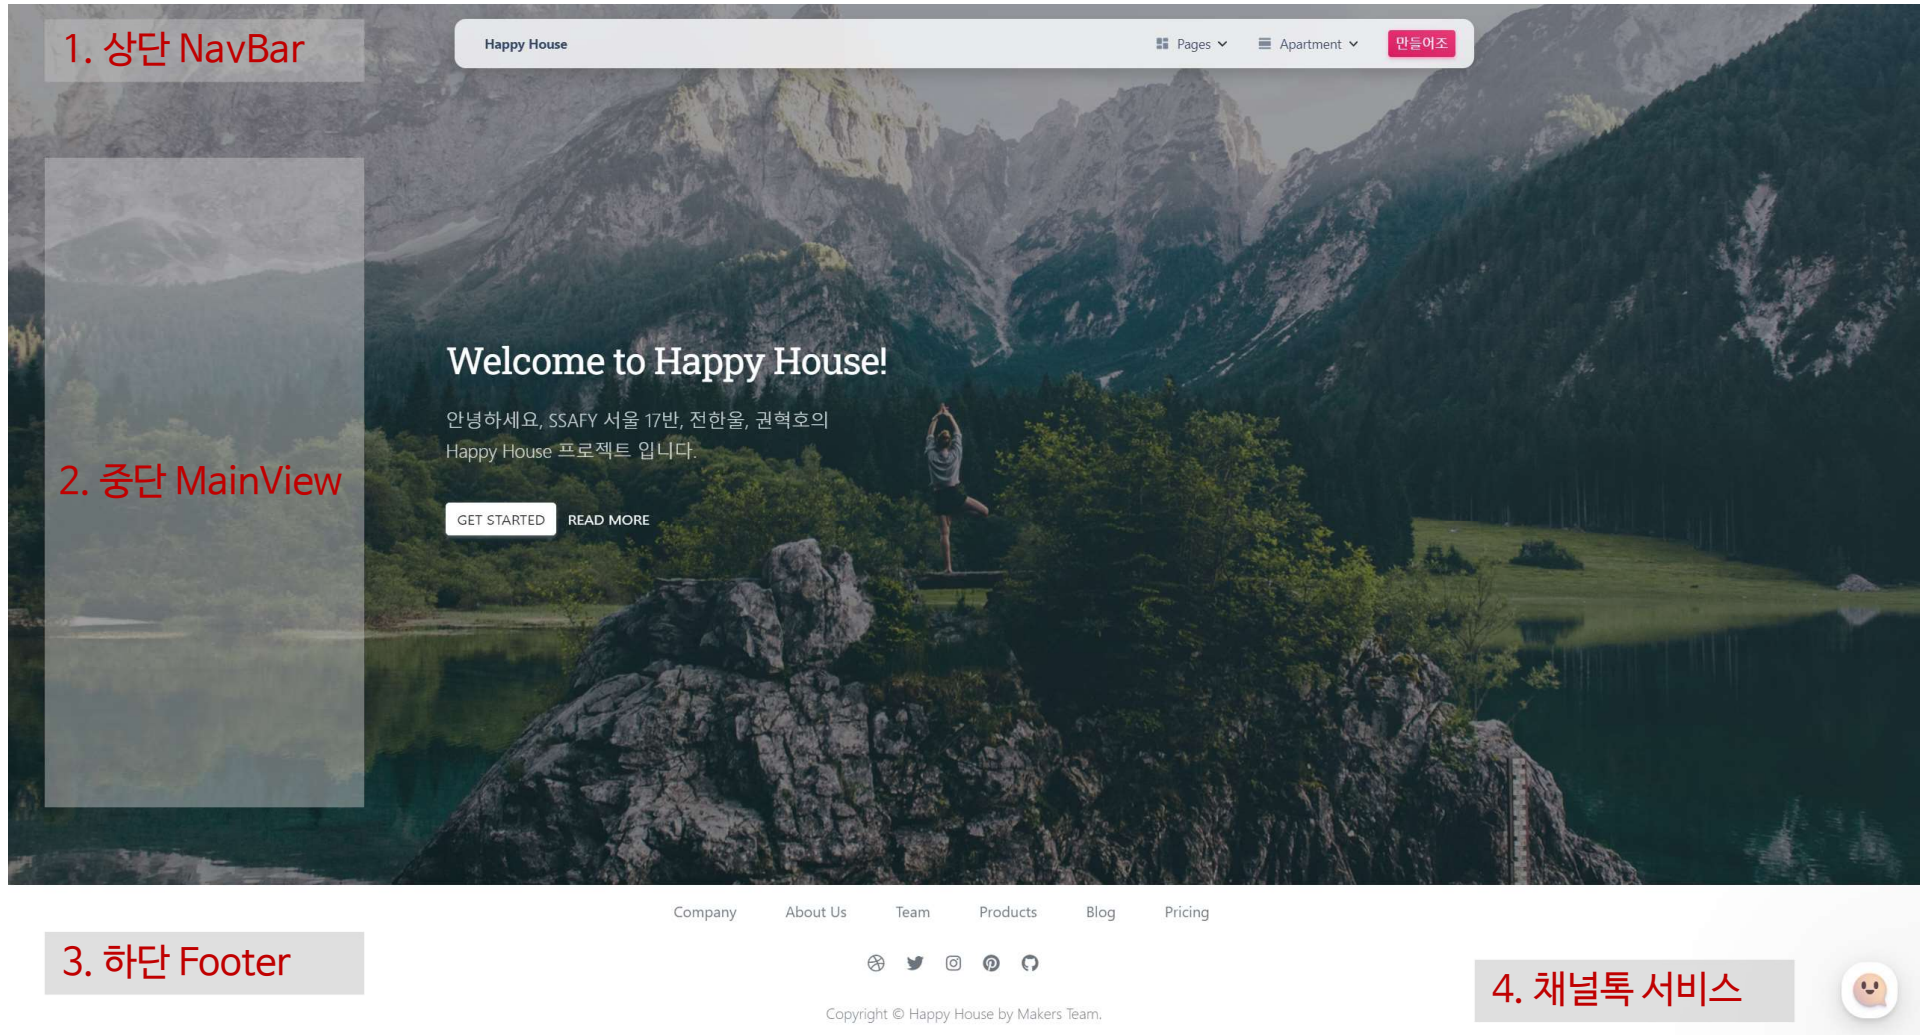 1. 상단 NavBar
Happy House
Pages
Apartment
만들어조
Welcome to Happy House!
안녕하세요, SSAFY 서울 17반, 전한울, 권혁호의
Happy House 프로젝트 입니다.
2. 중단 MainView
GET STARTED
READ MORE
Company
About Us
Team
Products
Blog
Pricing
3. 하단 Footer
4. 채널톡 서비스
Copyright © Happy House by Makers Team.